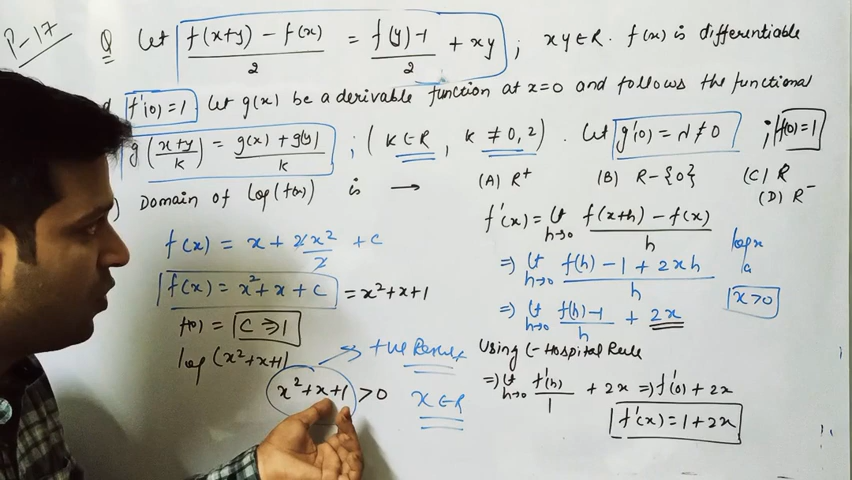 P-17
Q Let f(x+y) - f(x) / 2 = f(y)-1 / 2 + xy ; x y ∈ R. f(x) is differentiable
f'(0) = 1 Let g(x) be a derivable function at x=0 and follows the functional
g(x+y / k) = g(x) + g(y) / k ; (k ∈ R, k ≠ 0, 2). Let g'(0) = λ ≠ 0 ; f(0) = 1
) Domain of log(f(x)) is → (A) R⁺ (B) R-{0} (C) R
(D) R⁻
f(x) = x + 2x²/2 + c
f(x) = x² + x + c = x²+x+1
f(0) = c ⇒ 1
log(x²+x+1)
+ive Result
x²+x+1 > 0 x ∈ R
f'(x) = Lt h→0 f(x+h) - f(x) / h
⇒ Lt h→0 f(h) - 1 + 2xh / h
⇒ Lt h→0 f(h)-1 / h + 2x
Using L-Hospital Rule
⇒ Lt h→0 f'(h) / 1 + 2x ⇒ f'(0) + 2x
f'(x) = 1 + 2x
log x
a
x>0